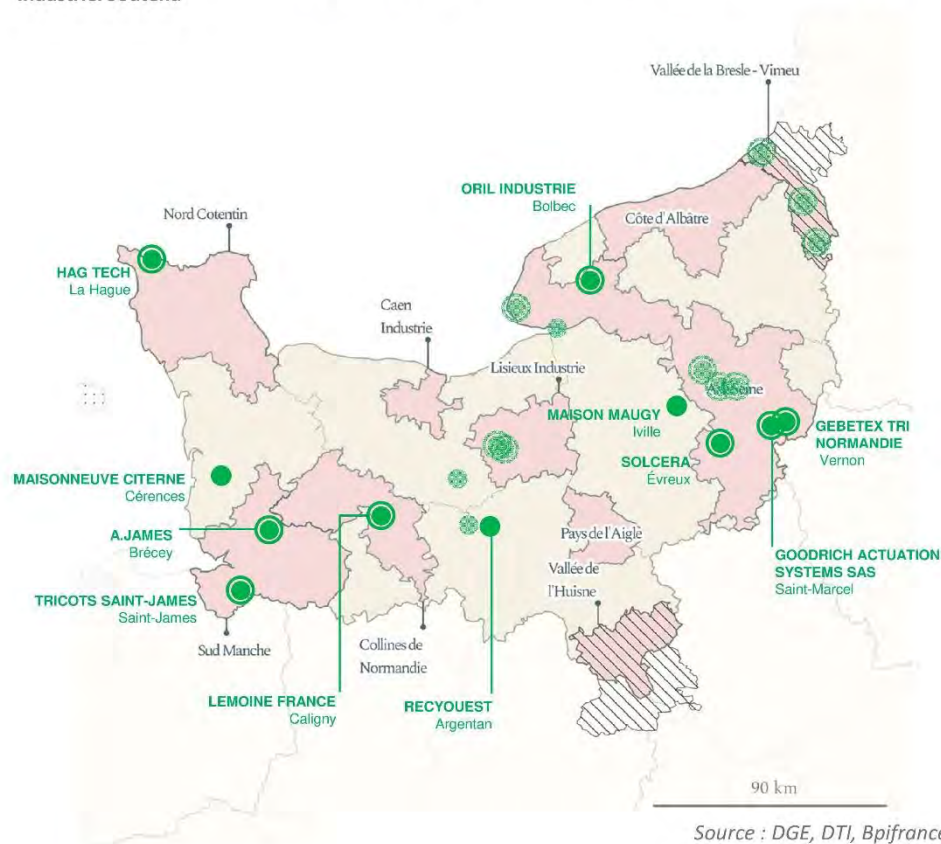 Vallée de la Bresle - Vimeu
ORIL INDUSTRIE
Bolbec
Côte d'Albâtre
Nord Cotentin
HAG TECH
La Hague
Caen
Industrie
Lisieux Industrie
MAISON MAUGY
Iville
GEBETEX TRI
NORMANDIE
Vernon
SOLCERA
Évreux
MAISONNEUVE CITERNE
Cérences
A.JAMES
Brécey
Pays de l'Aigle
GOODRICH ACTUATION
SYSTEMS SAS
Saint-Marcel
Vallée de
l'Huisne
TRICOTS SAINT-JAMES
Saint-James
Sud Manche
Collines de
Normandie
LEMOINE FRANCE
Caligny
RECYOUEST
Argentan
90 km
Source : DGE, DTI, Bpifrance